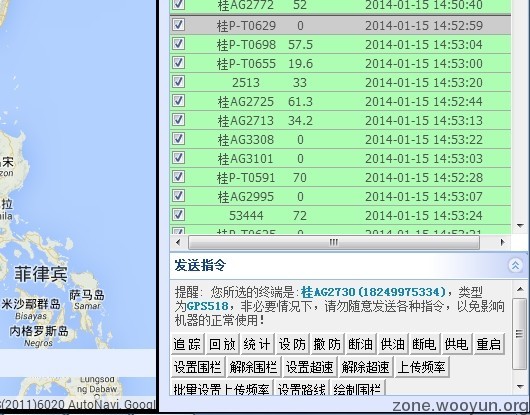 桂AG2772 52 2014-01-15 14:50:40
桂P-T0629 0 2014-01-15 14:52:59
桂P-T0698 57.5 2014-01-15 14:53:04
桂P-T0655 19.6 2014-01-15 14:53:00
2513 33 2014-01-15 14:53:20
桂AG2725 61.3 2014-01-15 14:52:44
桂AG2713 34.2 2014-01-15 14:53:13
桂AG3308 0 2014-01-15 14:53:22
桂AG3101 0 2014-01-15 14:53:03
桂P-T0591 70 2014-01-15 14:52:28
桂AG2995 0 2014-01-15 14:53:07
53444 72 2014-01-15 14:53:24
桂P-T0625 0 2014-01-15 14:53:21
宋
zon
拉
nila
菲律宾
萨马岛
Samar
米沙鄢群岛
Bisayas
内格罗斯岛
Negros
Lungsod
ng Dabaw
(2011)6020 AutoNavi, Googl
发送指令
提醒：您所选的终端是:桂AG2730(18249975334)，类型
为GPS518，非必要情况下，请勿随意发送各种指令，以免影响
机器的正常使用！
追踪 回放 统计 设防 撤防 断油 供油 断电 供电 重启
设置围栏 解除围栏 设置超速 解除超速 上传频率
批量设置上传频率 设置路线 绘制围栏
zone.wooyun.org